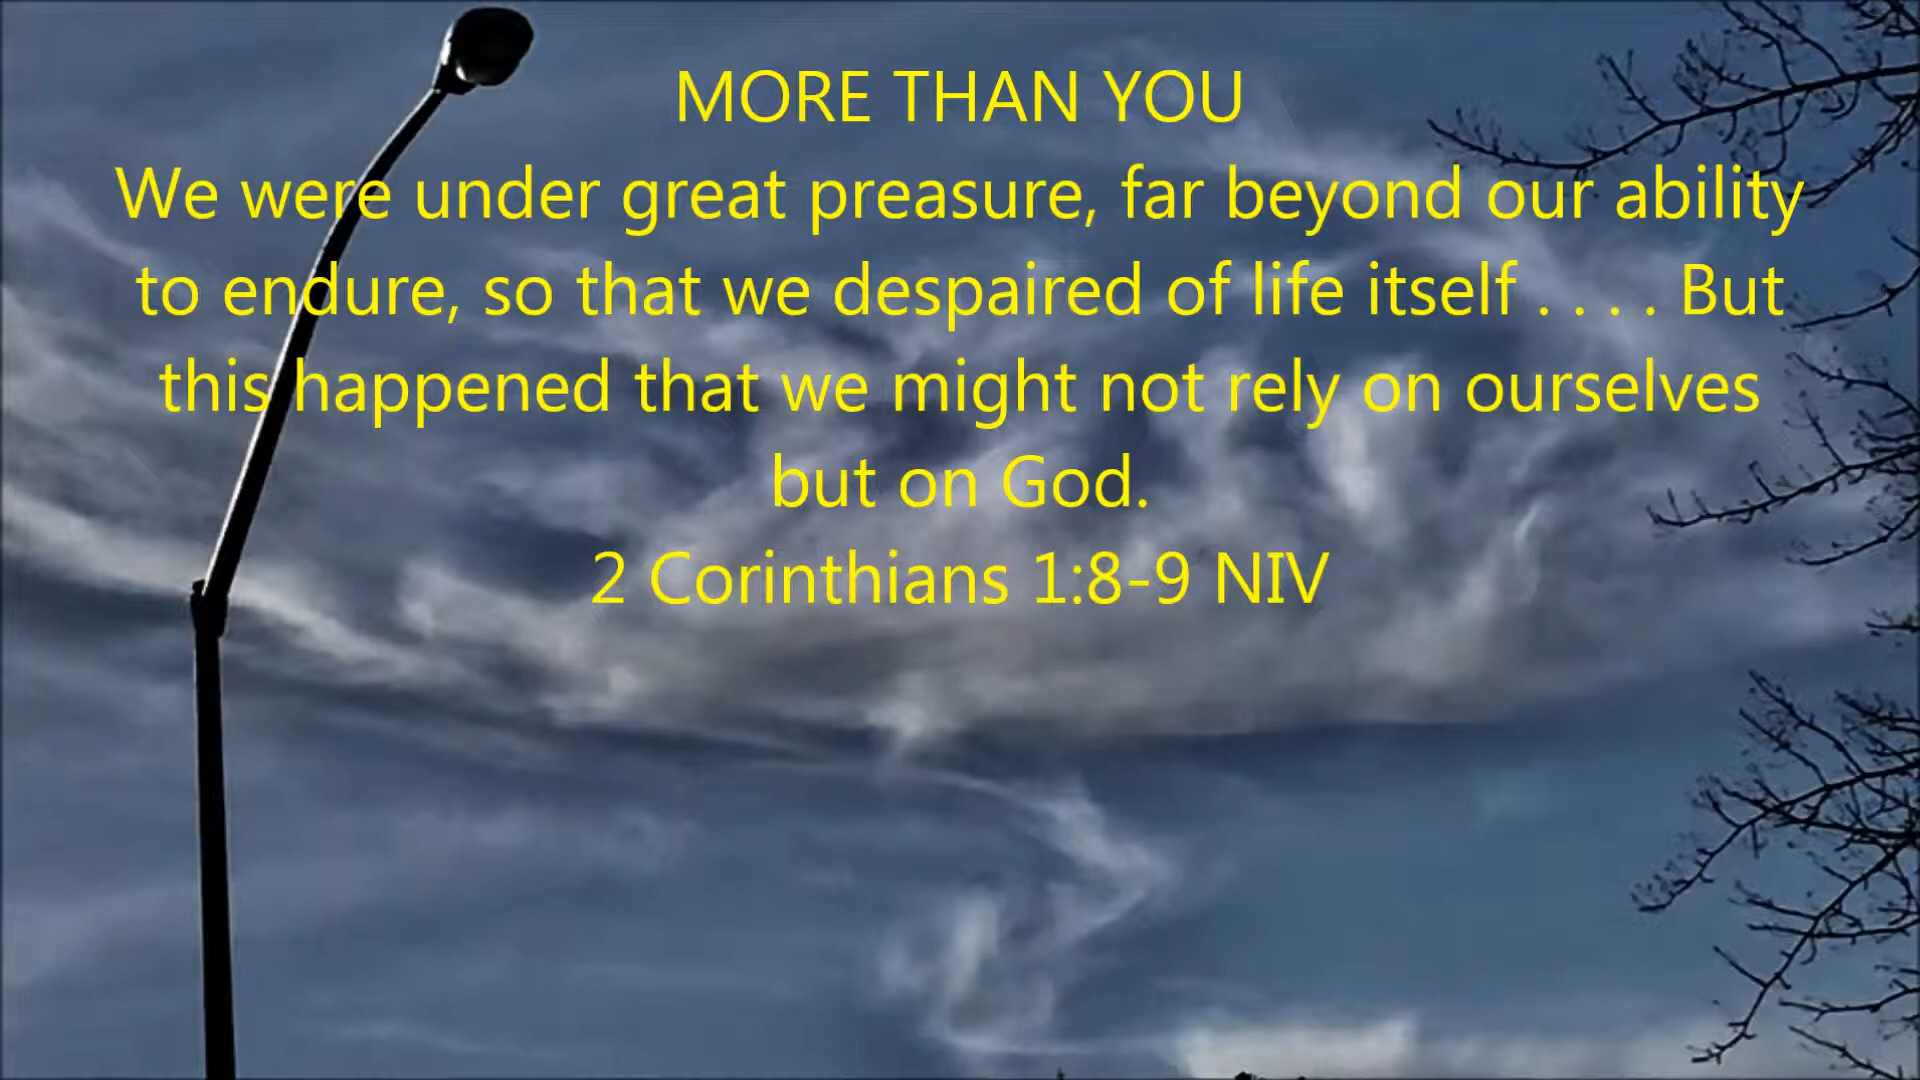 MORE THAN YOU
We were under great preasure, far beyond our ability
to endure, so that we despaired of life itself . . . . But
this happened that we might not rely on ourselves
but on God.
2 Corinthians 1:8-9 NIV